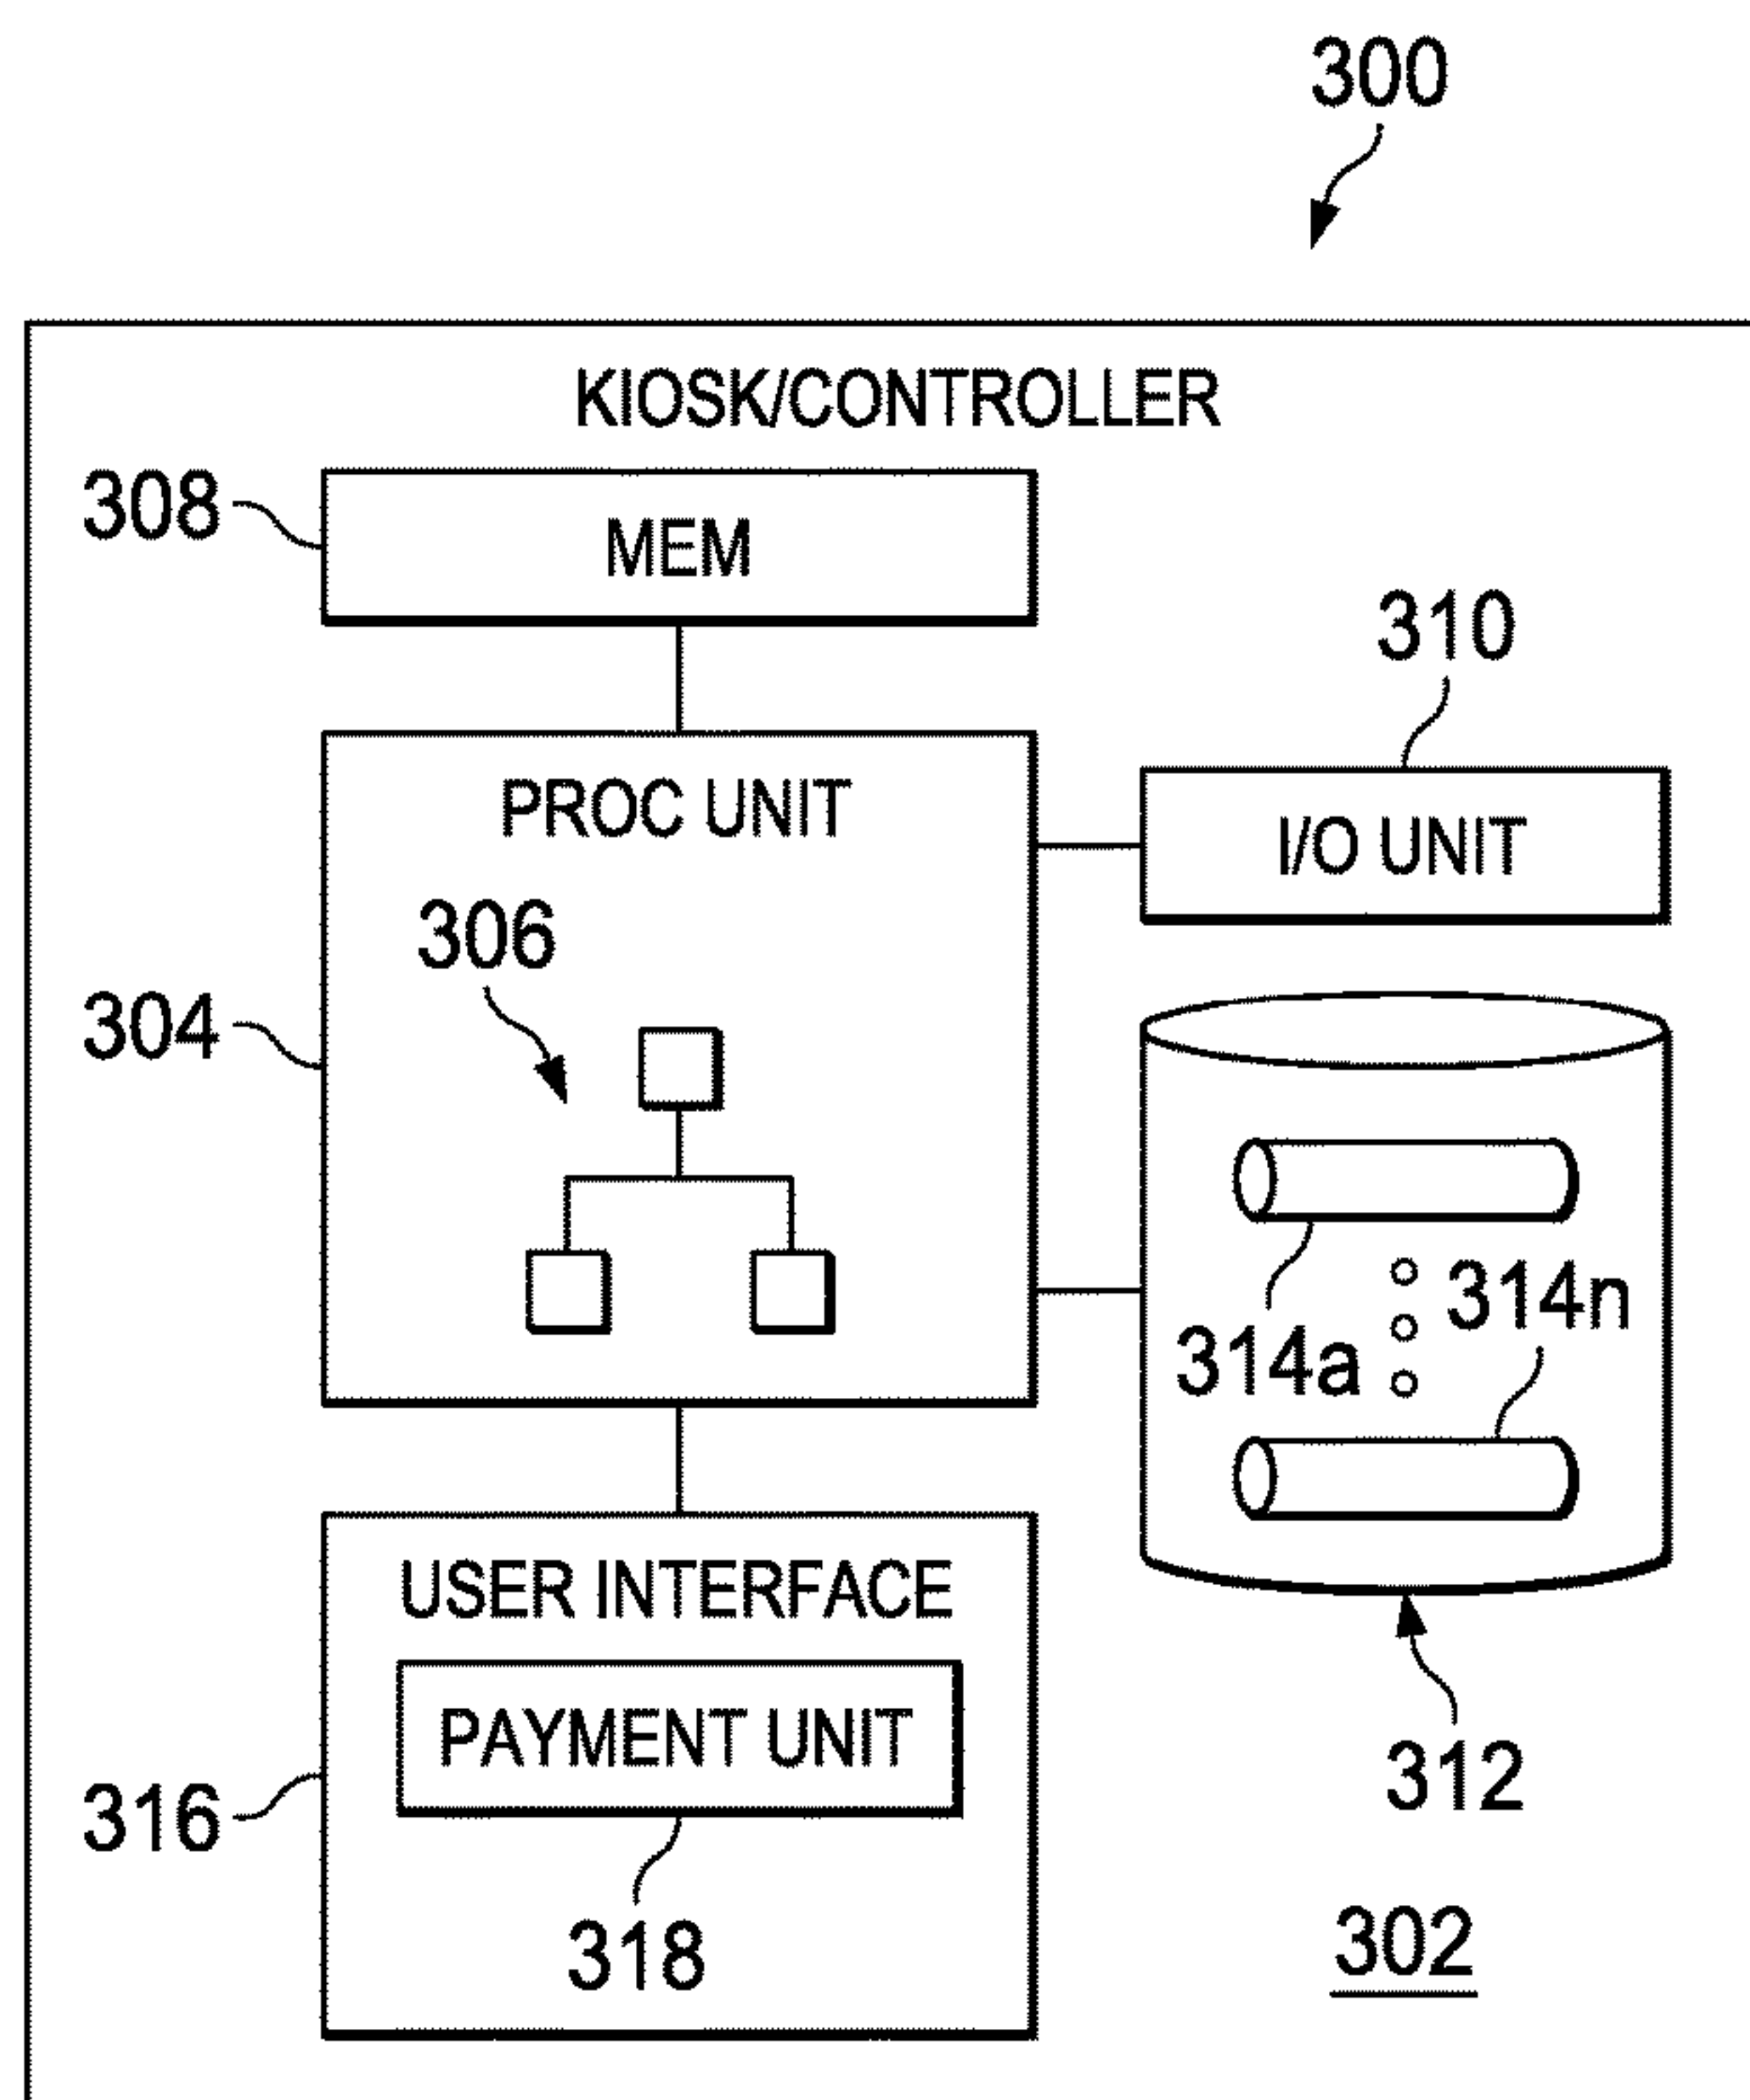 300
KIOSK/CONTROLLER
308
MEM
310
PROC UNIT
I/O UNIT
306
304
314n
314a
USER INTERFACE
PAYMENT UNIT
312
316
302
318